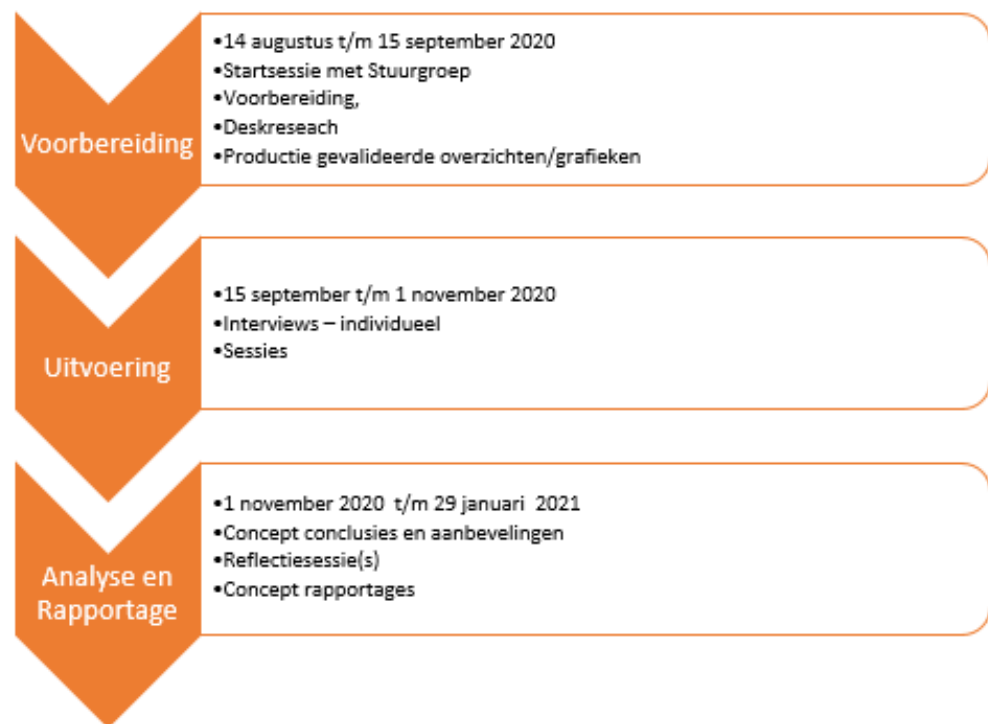 Voorbereiding
•14 augustus t/m 15 september 2020
•Startsessie met Stuurgroep
•Voorbereiding,
•Deskreseach
•Productie gevalideerde overzichten/grafieken
Uitvoering
•15 september t/m 1 november 2020
•Interviews – individueel
•Sessies
Analyse en
Rapportage
•1 november 2020  t/m 29 januari  2021
•Concept conclusies en aanbevelingen
•Reflectiesessie(s)
•Concept rapportages